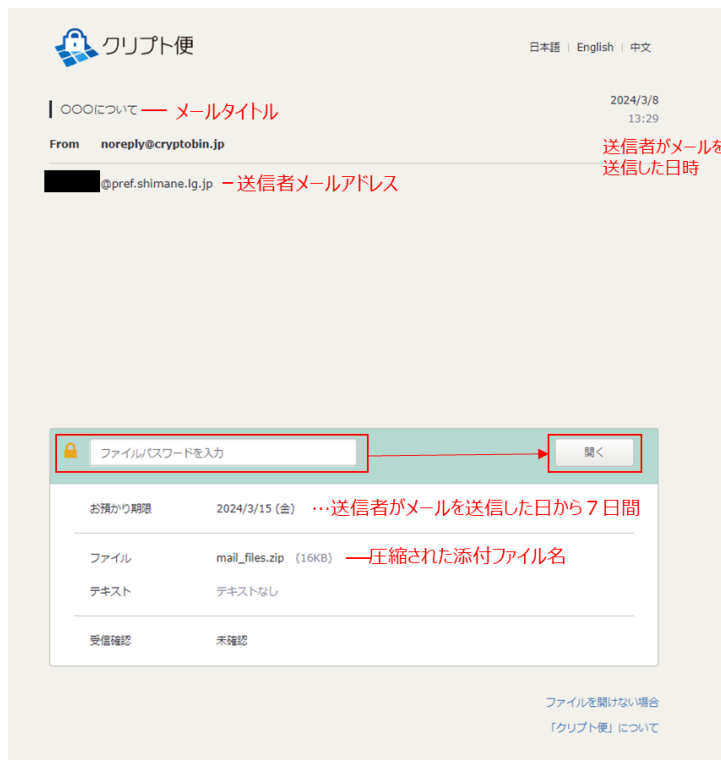 クリプト便
日本語 | English | 中文
○○○について メールタイトル
2024/3/8
13:29
From noreply@cryptobin.jp
送信者がメールを
送信した日時
@pref.shimane.lg.jp 送信者メールアドレス
ファイルパスワードを入力
開く
お預かり期限 2024/3/15 (金) …送信者がメールを送信した日から7日間
ファイル mail_files.zip (16KB) 圧縮された添付ファイル名
テキスト テキストなし
受信確認 未確認
ファイルを開けない場合
「クリプト便」について